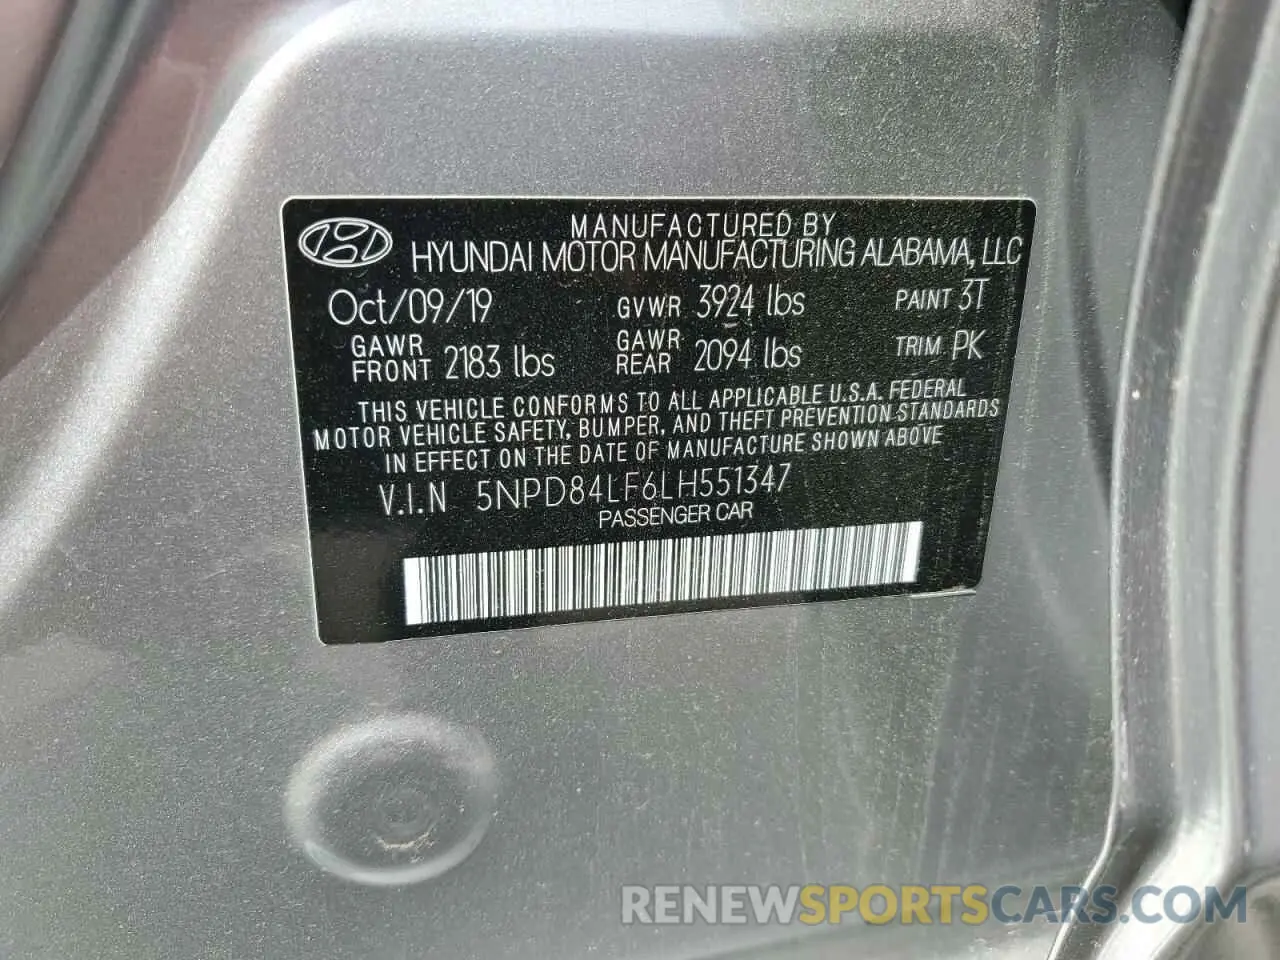 MANUFACTURED BY
HYUNDAI MOTOR MANUFACTURING ALABAMA, LLC
Oct/09/19 GVWR 3924 lbs PAINT 3T
GAWR FRONT 2183 lbs GAWR REAR 2094 lbs TRIM PK
THIS VEHICLE CONFORMS TO ALL APPLICABLE U.S.A. FEDERAL
MOTOR VEHICLE SAFETY, BUMPER, AND THEFT PREVENTION STANDARDS
IN EFFECT ON THE DATE OF MANUFACTURE SHOWN ABOVE
V.I.N 5NPD84LF6LH551347
PASSENGER CAR
RENEWSPORTSCARS.COM